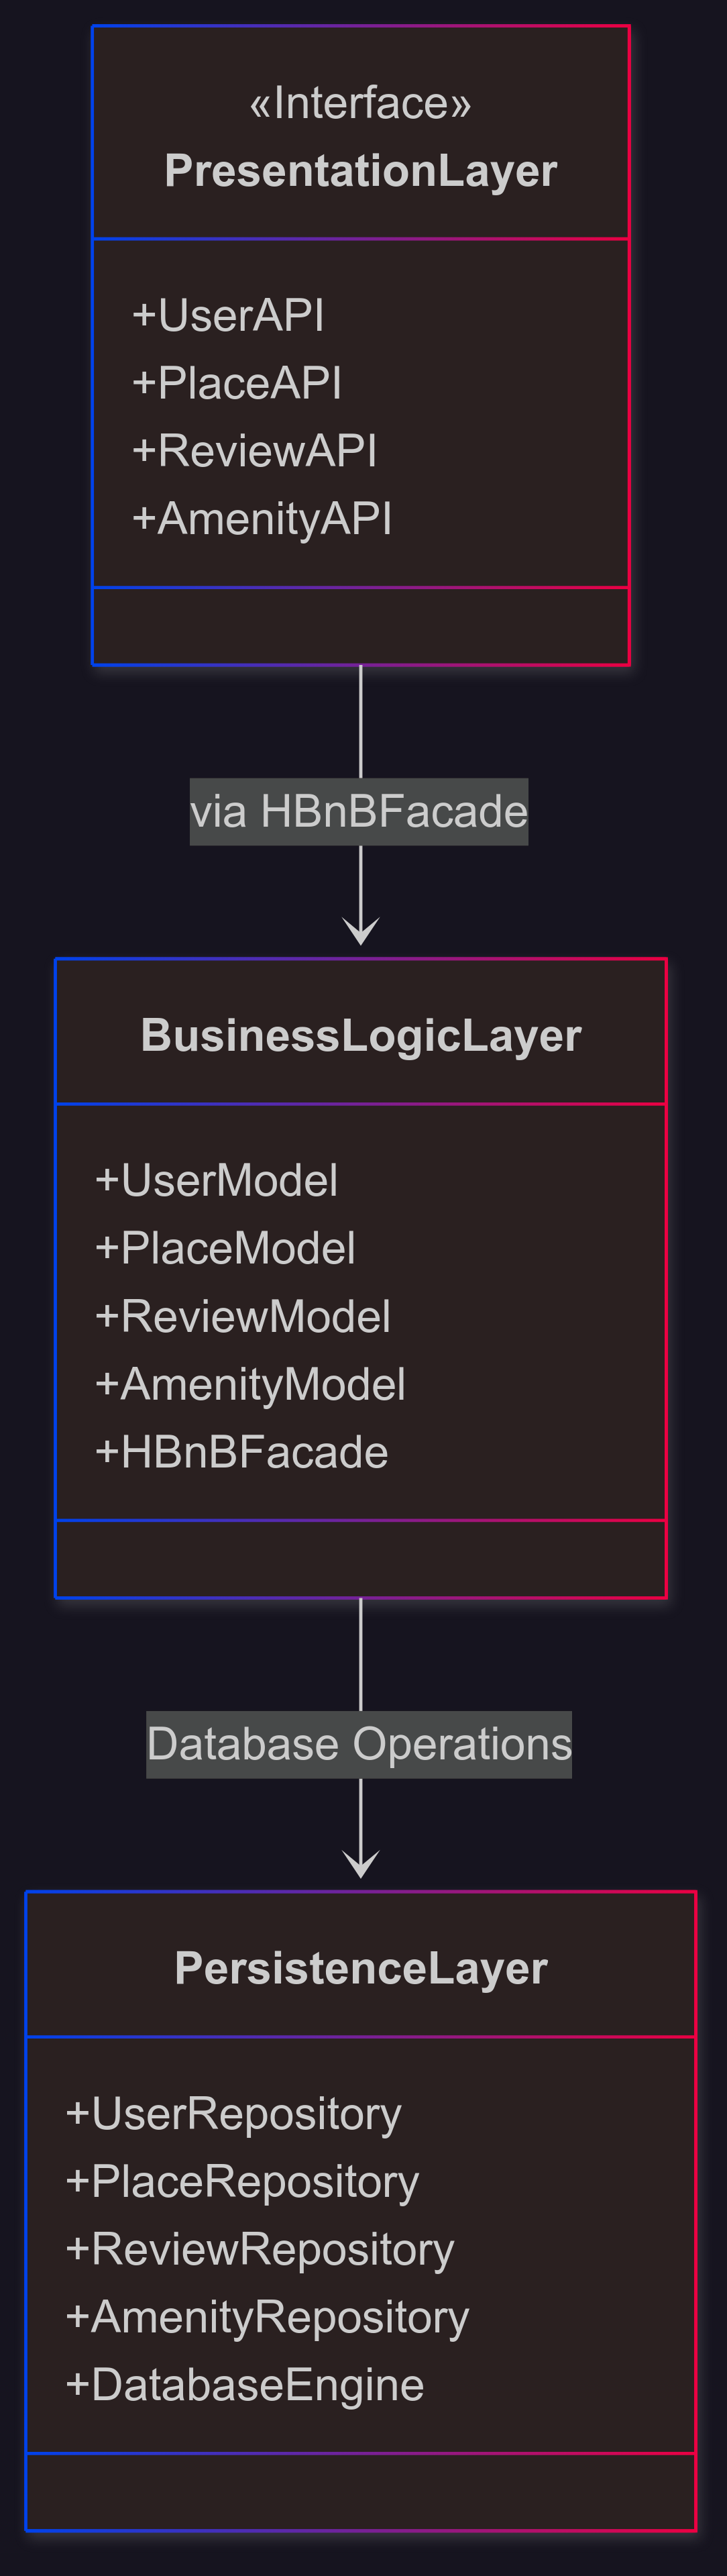 «Interface»
PresentationLayer
+UserAPI
+PlaceAPI
+ReviewAPI
+AmenityAPI
via HBnBFacade
BusinessLogicLayer
+UserModel
+PlaceModel
+ReviewModel
+AmenityModel
+HBnBFacade
Database Operations
PersistenceLayer
+UserRepository
+PlaceRepository
+ReviewRepository
+AmenityRepository
+DatabaseEngine